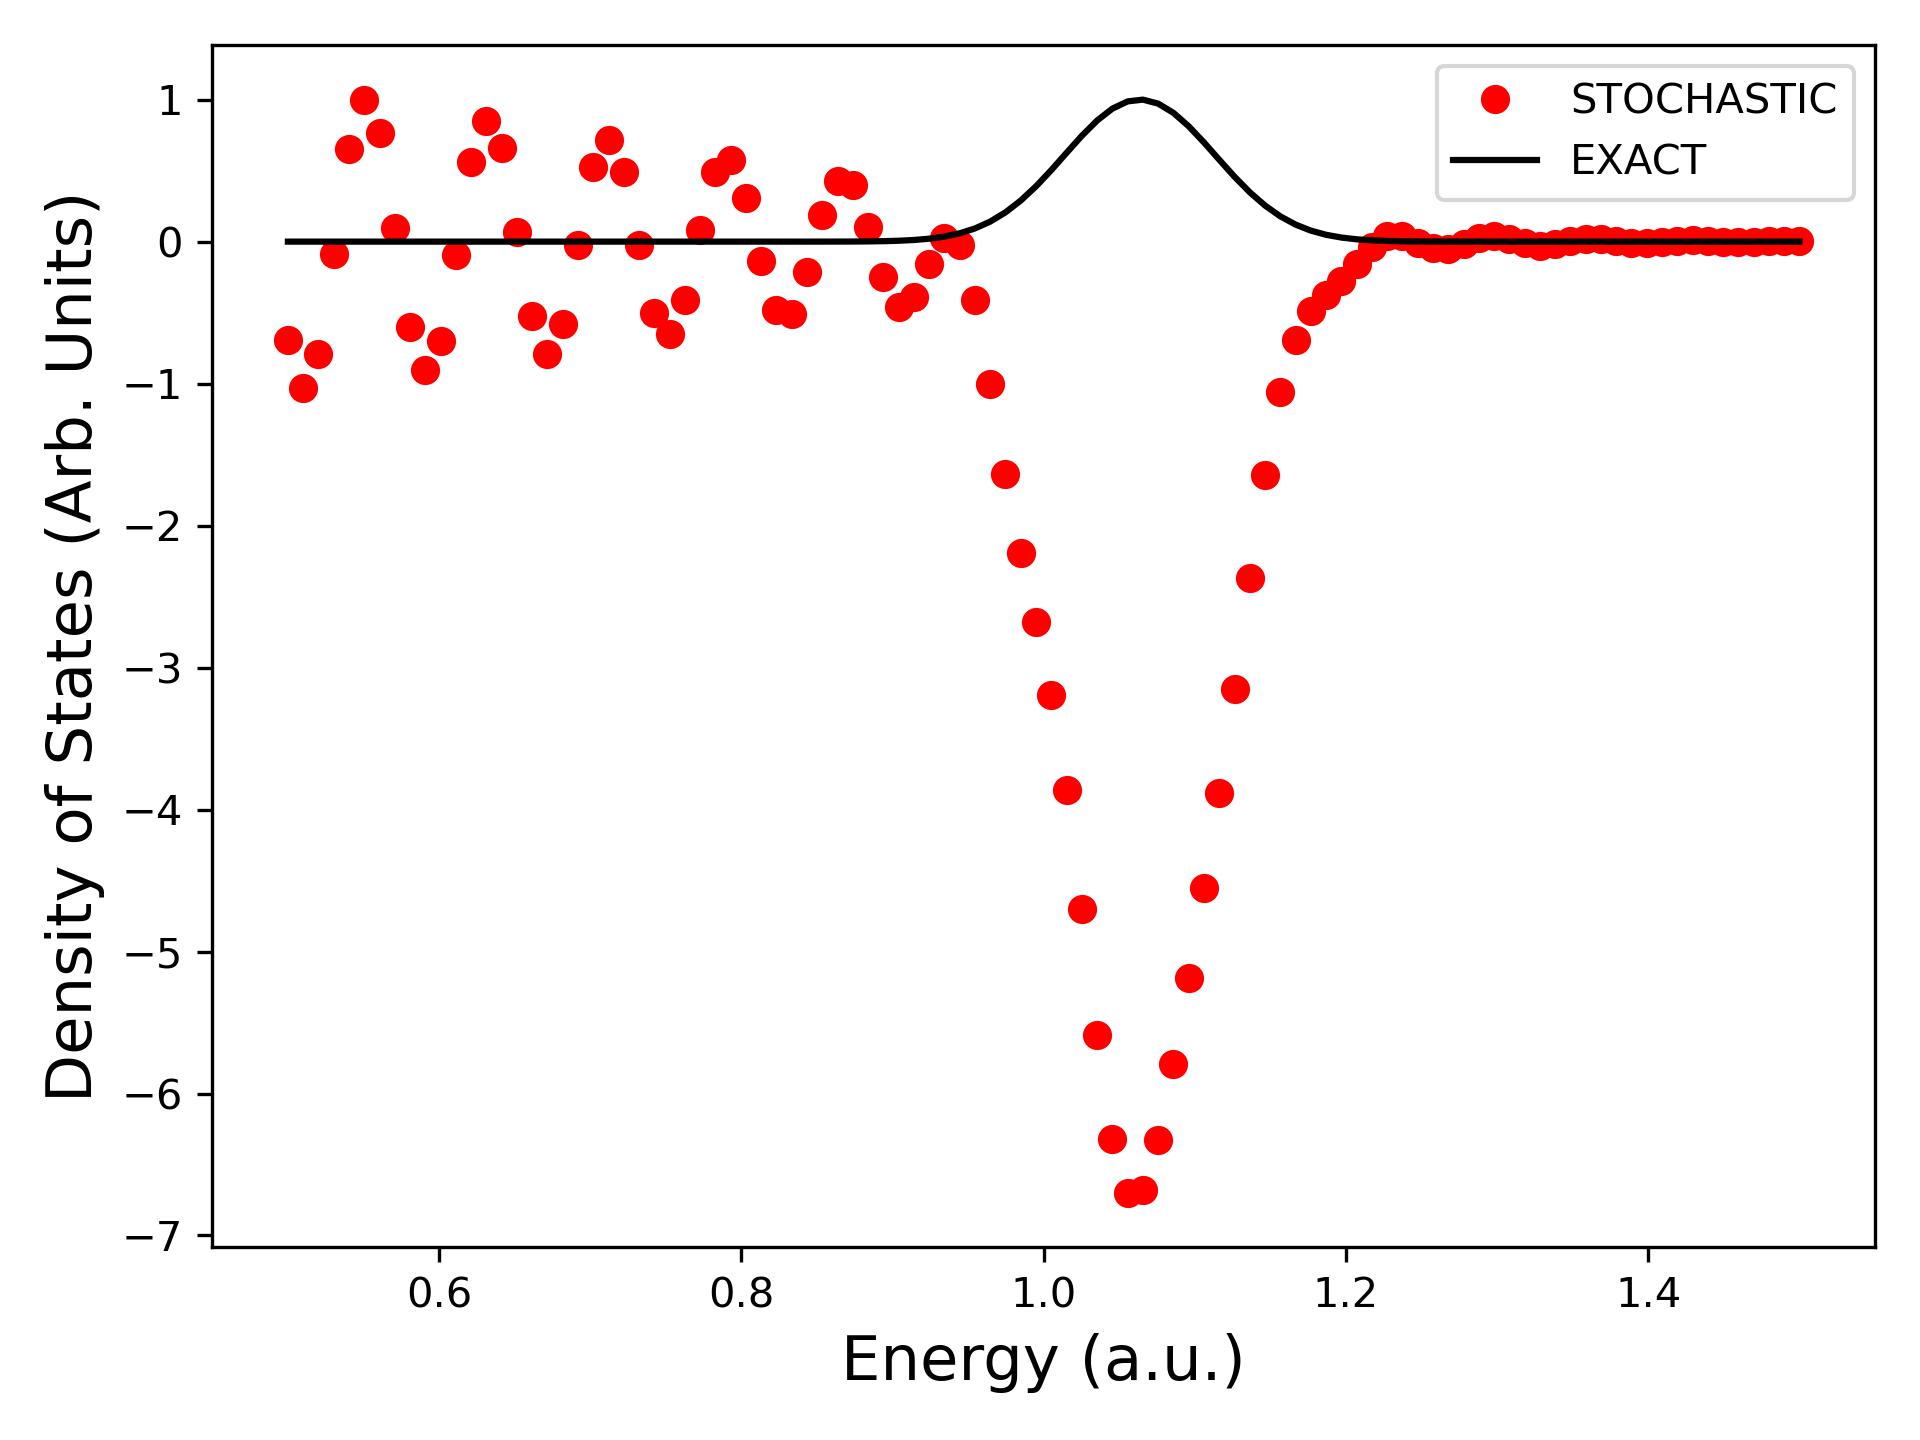 STOCHASTIC
EXACT
1
0
−1
−2
−3
−4
−5
−6
−7
Density of States (Arb. Units)
0.6 0.8 1.0 1.2 1.4
Energy (a.u.)